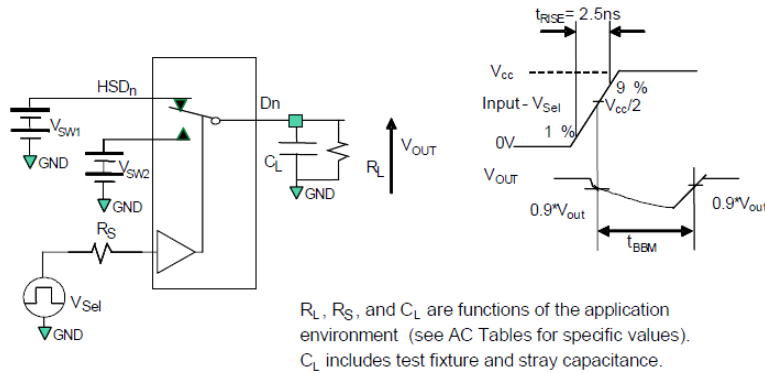 tRISE= 2.5ns
HSDn
Dn
VSW1
GND
VSW2
GND
CL
RL
VOUT
GND
RS
VSel
GND
Vcc
9 %
Input - VSel
Vcc/2
1 %
0V
VOUT
0.9*Vout
0.9*Vout
tBBM
RL, RS, and CL are functions of the application
environment (see AC Tables for specific values).
CL includes test fixture and stray capacitance.